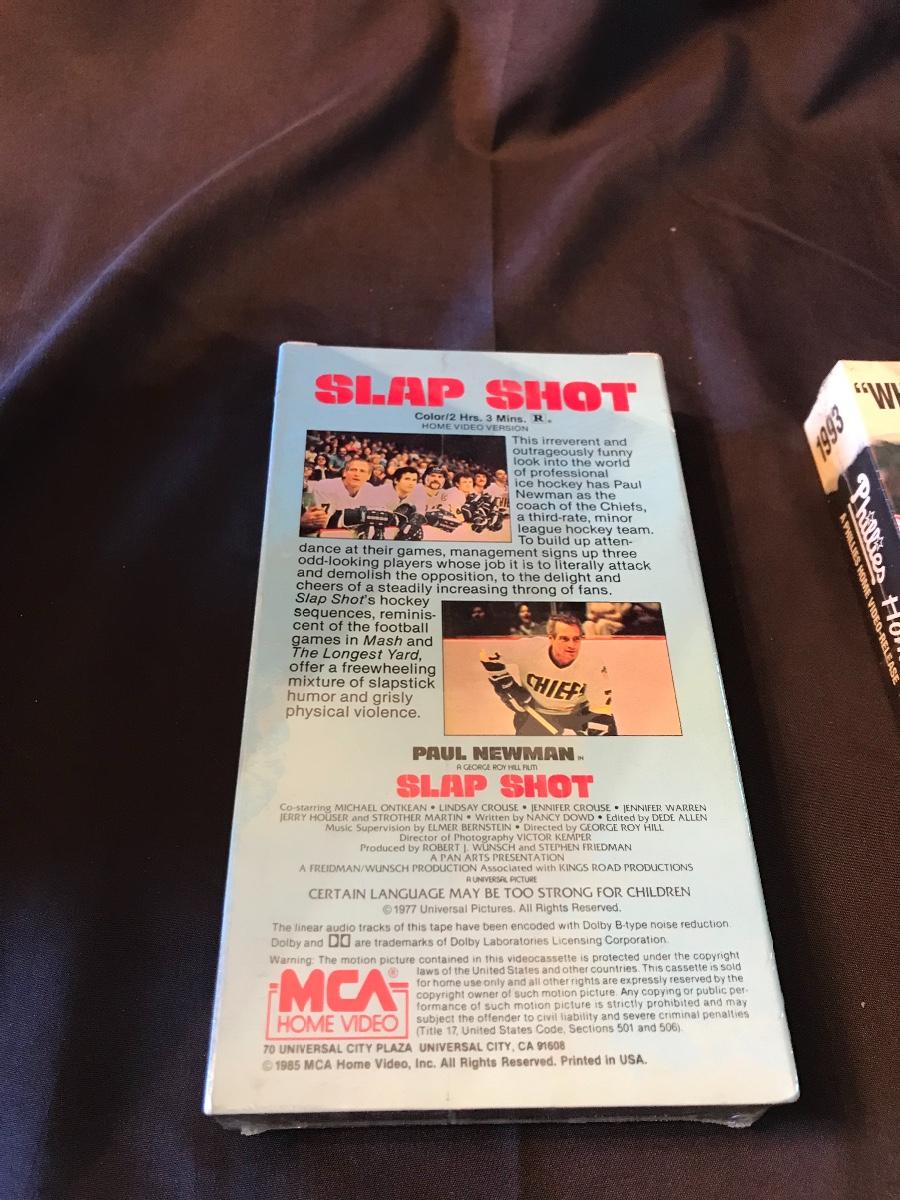 SLAP SHOT
Color/2 Hrs. 3 Mins. R
HOME VIDEO VERSION
This irreverent and
outrageously funny
look into the world
of professional
ice hockey has Paul
Newman as the
coach of the Chiefs,
a third-rate, minor
league hockey team.
To build up atten-
dance at their games, management signs up three
odd-looking players whose job it is to literally attack
and demolish the opposition, to the delight and
cheers of a steadily increasing throng of fans.
Slap Shot's hockey
sequences, reminis-
cent of the football
games in Mash and
The Longest Yard,
offer a freewheeling
mixture of slapstick
humor and grisly
physical violence.
CHIEFS
PAUL NEWMAN IN
A GEORGE ROY HILL FILM
SLAP SHOT
Co-starring MICHAEL ONTKEAN • LINDSAY CROUSE • JENNIFER CROUSE • JENNIFER WARREN
JERRY HOUSER and STROTHER MARTIN • Written by NANCY DOWD • Edited by DEDE ALLEN
Music Supervision by ELMER BERNSTEIN • Directed by GEORGE ROY HILL
Director of Photography VICTOR KEMPER
Produced by ROBERT J. WUNSCH and STEPHEN FRIEDMAN
A PAN ARTS PRESENTATION
A FREIDMAN/WUNSCH PRODUCTION Associated with KINGS ROAD PRODUCTIONS
A UNIVERSAL PICTURE
CERTAIN LANGUAGE MAY BE TOO STRONG FOR CHILDREN
©1977 Universal Pictures. All Rights Reserved.
The linear audio tracks of this tape have been encoded with Dolby B-type noise reduction.
Dolby and are trademarks of Dolby Laboratories Licensing Corporation.
Warning: The motion picture contained in this videocassette is protected under the copyright
laws of the United States and other countries. This cassette is sold
for home use only and all other rights are expressly reserved by the
copyright owner of such motion picture. Any copying or public per-
formance of such motion picture is strictly prohibited and may
subject the offender to civil liability and severe criminal penalties
(Title 17, United States Code, Sections 501 and 506).
MCA®
HOME VIDEO
70 UNIVERSAL CITY PLAZA UNIVERSAL CITY, CA 91608
©1985 MCA Home Video, Inc. All Rights Reserved. Printed in USA.
1993
Phillies
A PHILLIES HOME VIDEO RELEASE